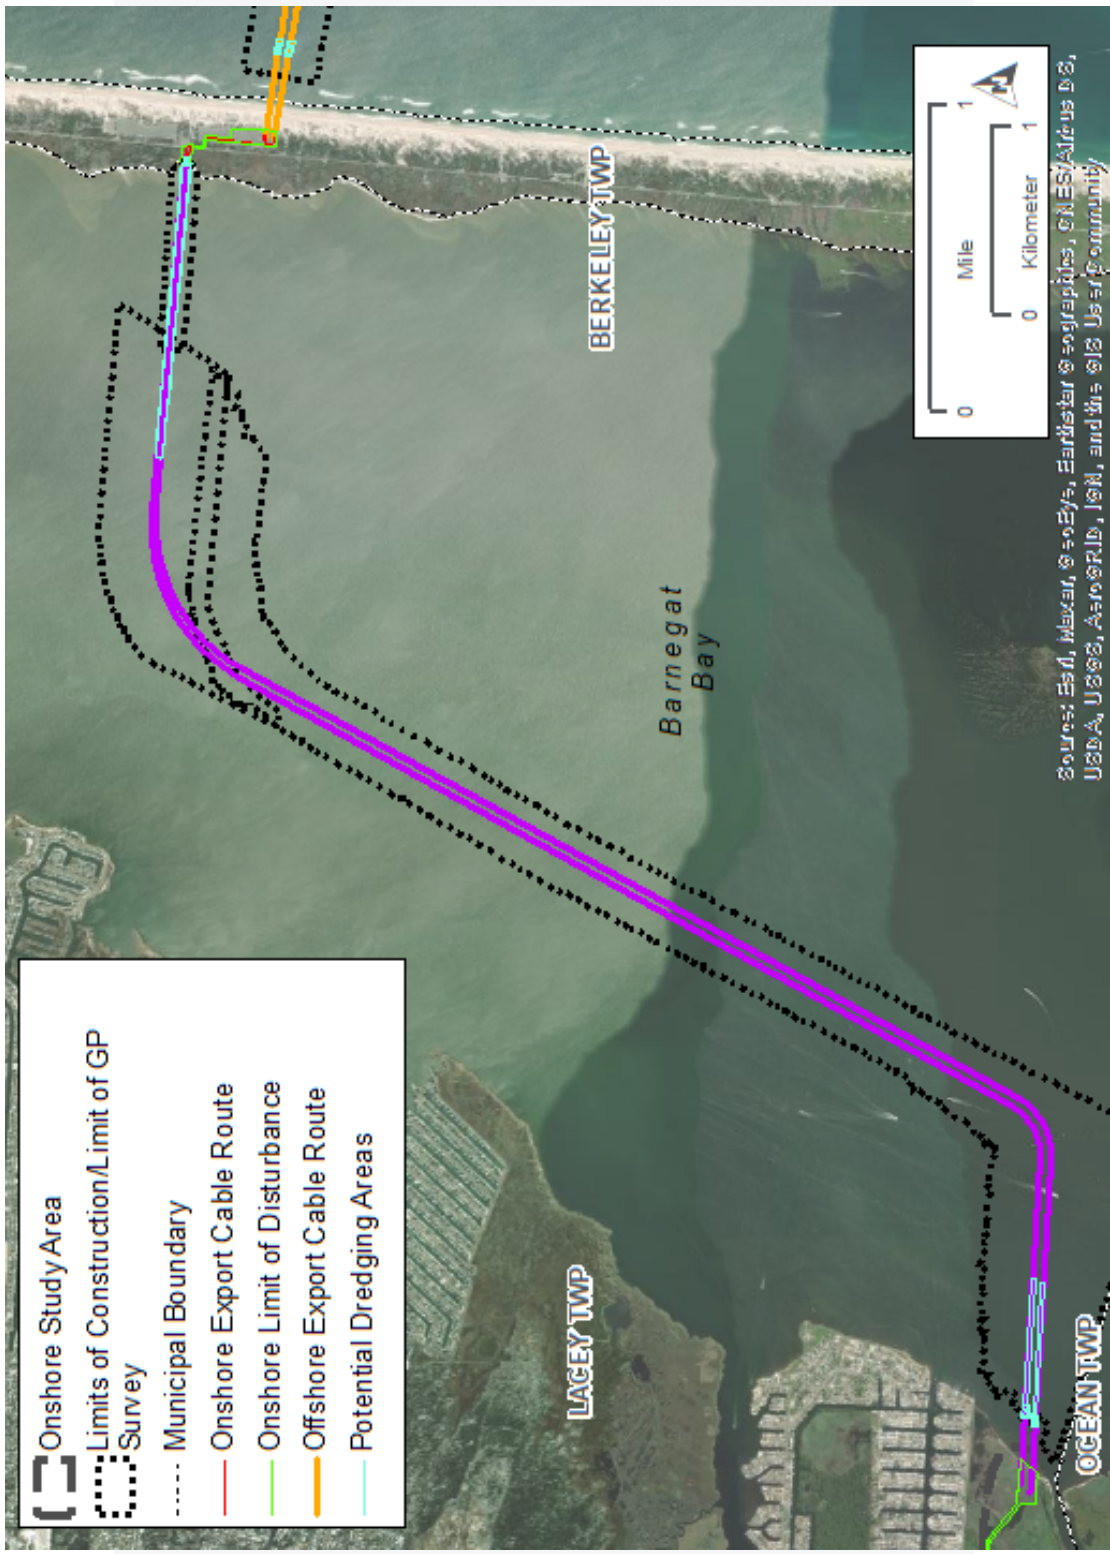 Onshore Study Area
Limits of Construction/Limit of GP
Survey
Municipal Boundary
Onshore Export Cable Route
Onshore Limit of Disturbance
Offshore Export Cable Route
Potential Dredging Areas
BERKELEY TWP
Barnegat
Bay
LACEY TWP
OCEAN TWP
N
0
1
Mile
0
1
Kilometer
Source: Esri, Maxar, GeoEye, Earthstar Geographics, CNES/Airbus DS,
USDA, USGS, AeroGRID, IGN, and the GIS User Community